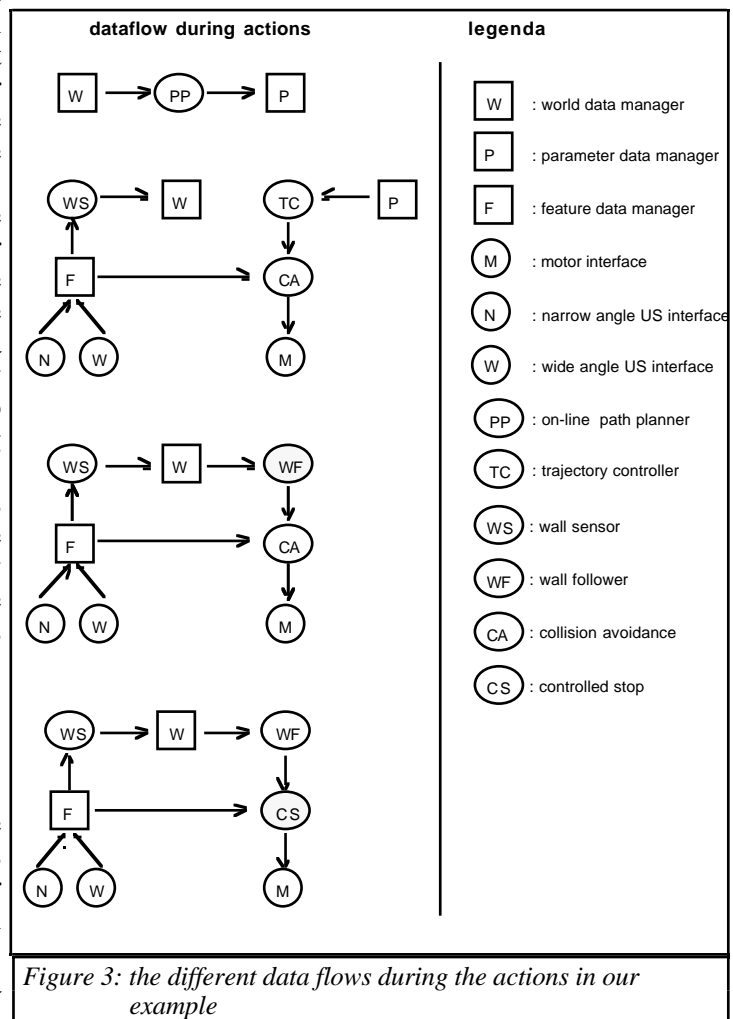 dataflow during actions
legenda
W PP P
WS W TC P
F CA
N W M
WS W WF
F CA
N W M
WS W WF
F CS
N W M
W : world data manager
P : parameter data manager
F : feature data manager
M : motor interface
N : narrow angle US interface
W : wide angle US interface
PP : on-line path planner
TC : trajectory controller
WS : wall sensor
WF : wall follower
CA : collision avoidance
CS : controlled stop
Figure 3: the different data flows during the actions in our
example